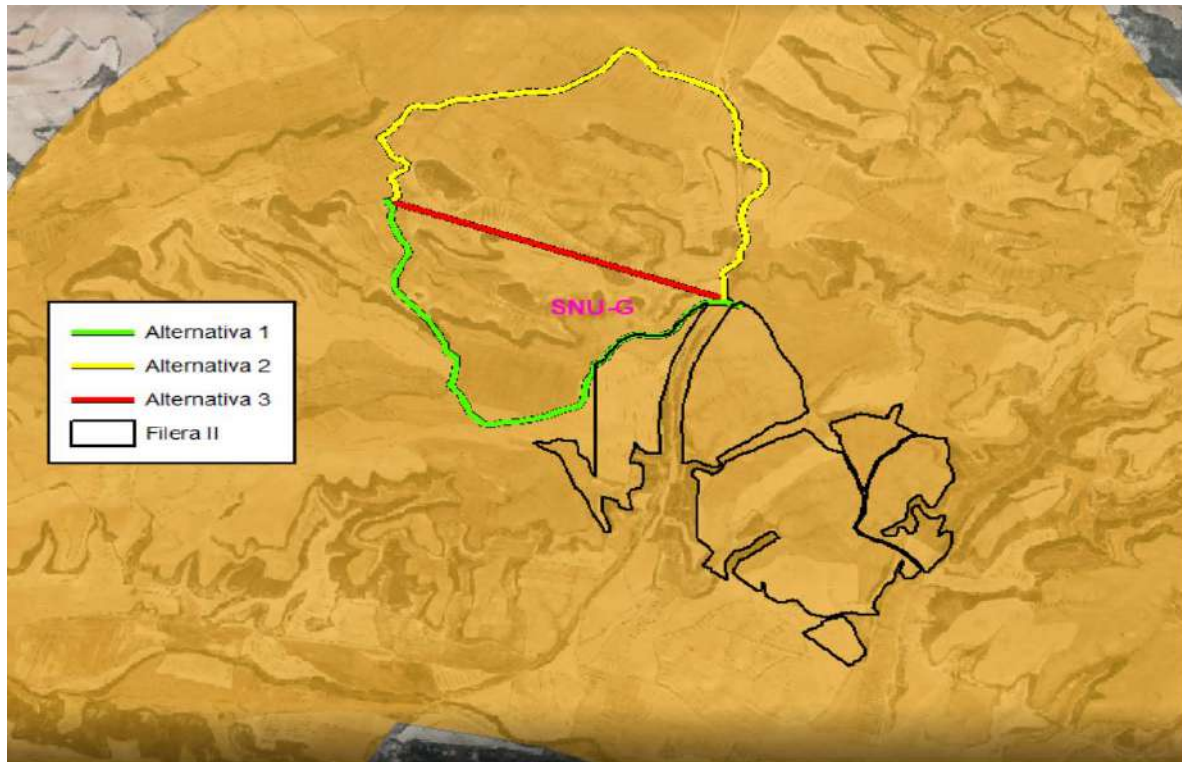 SNU-G
Alternativa 1
Alternativa 2
Alternativa 3
Filera II